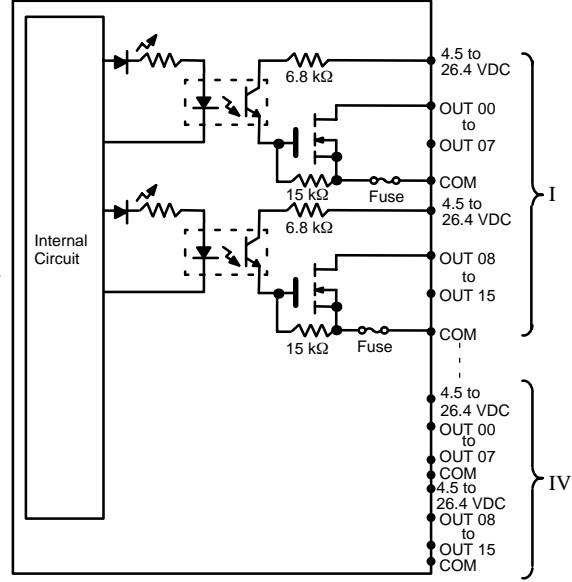 4.5 to
26.4 VDC
6.8 kΩ
OUT 00
to
OUT 07
COM
15 kΩ
Fuse
I
4.5 to
26.4 VDC
6.8 kΩ
Internal
Circuit
OUT 08
to
OUT 15
COM
15 kΩ
Fuse
4.5 to
26.4 VDC
OUT 00
to
OUT 07
COM
4.5 to
26.4 VDC
IV
OUT 08
to
OUT 15
COM